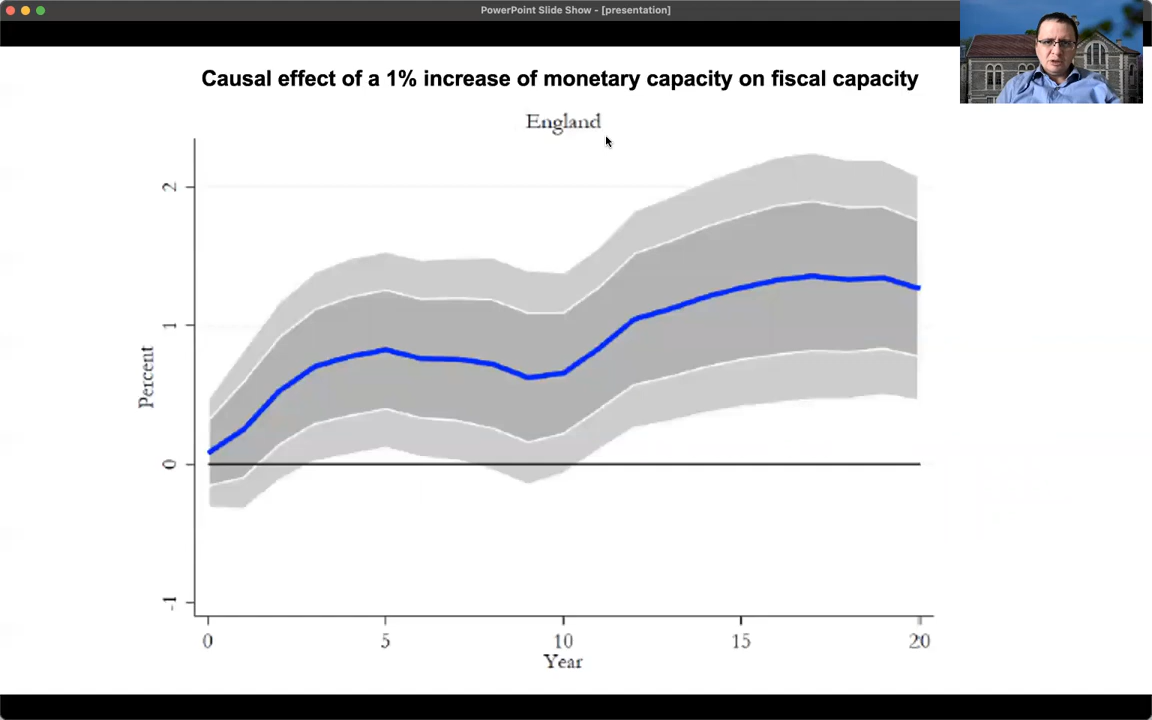 PowerPoint Slide Show - [presentation]
Causal effect of a 1% increase of monetary capacity on fiscal capacity
England
2
1
0
-1
Percent
0 5 10 15 20
Year